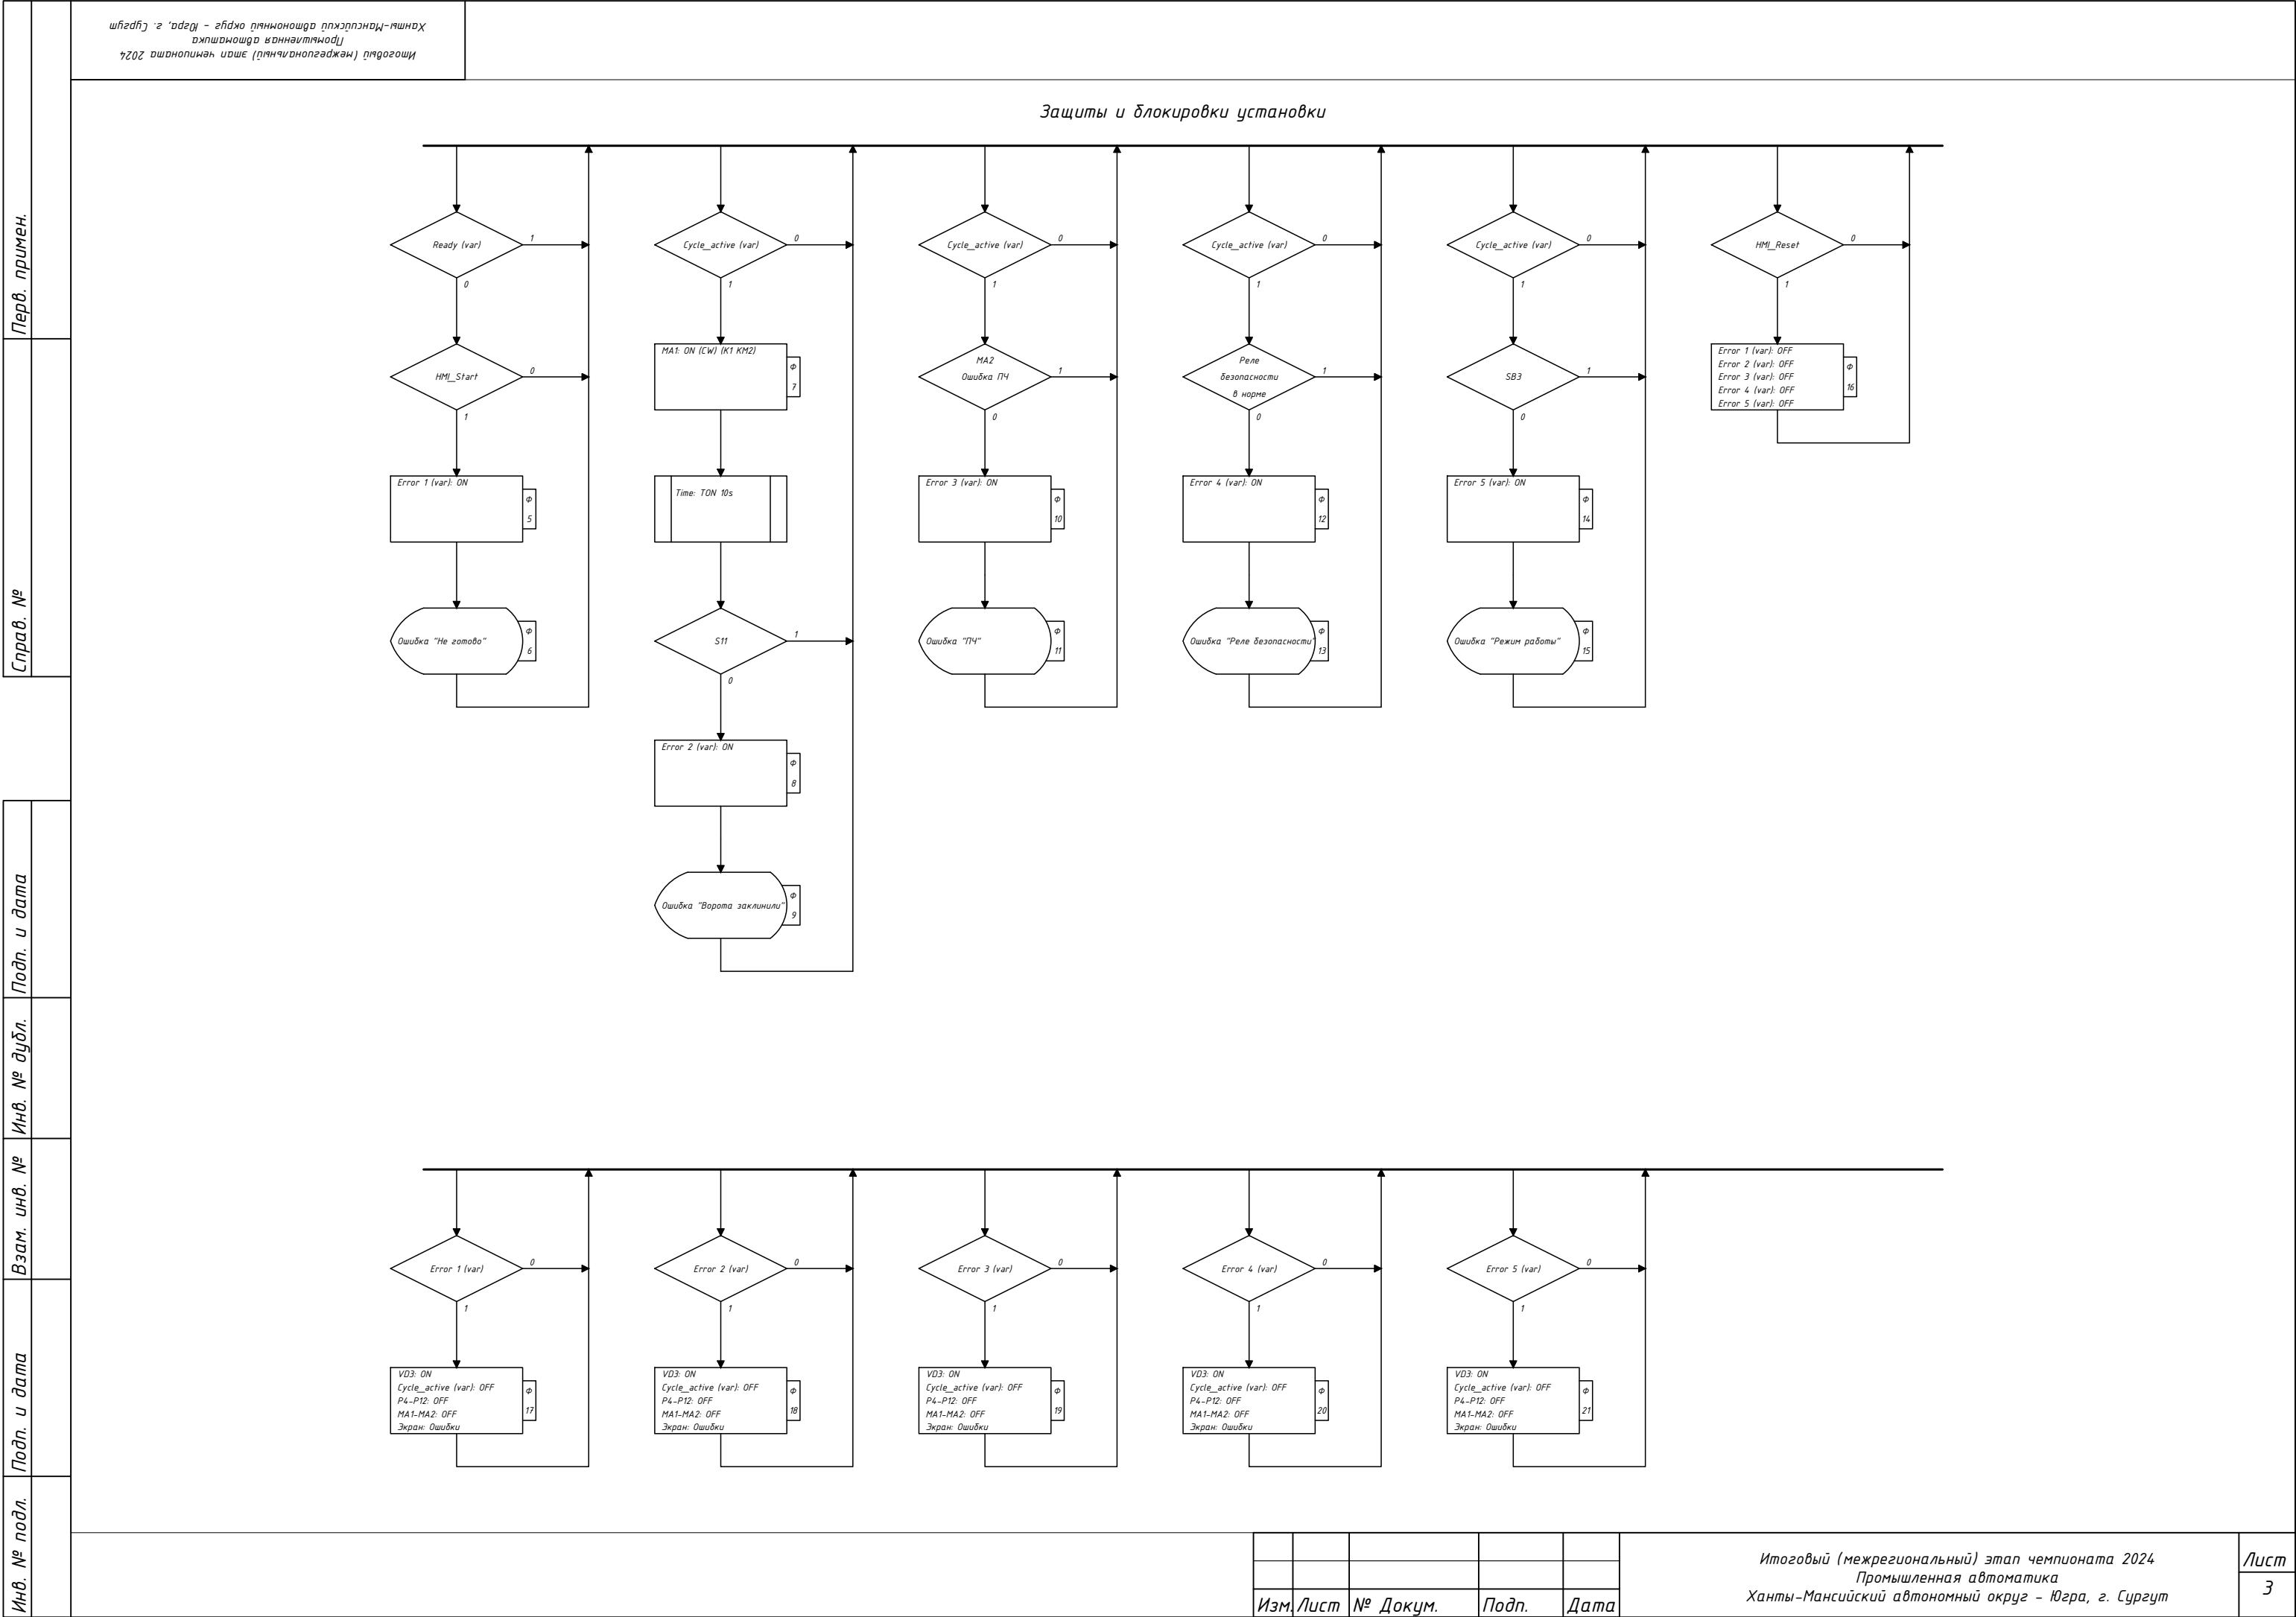 Итоговый (межрегиональный) этап чемпионата 2024
Промышленная автоматика
Ханты-Мансийский автономный округ - Югра, г. Сургут
Защиты и блокировки установки
Ready (var)
1
0
HMI_Start
0
1
Error 1 (var): ON
Ф
5
Ошибка "Не готово"
Ф
6
Cycle_active (var)
0
1
MA1: ON (CW) (K1 KM2)
Ф
7
Time: TON 10s
S11
1
0
Error 2 (var): ON
Ф
8
Ошибка "Ворота заклинили"
Ф
9
Cycle_active (var)
0
1
MA2
Ошибка ПЧ
1
0
Error 3 (var): ON
Ф
10
Ошибка "ПЧ"
Ф
11
Cycle_active (var)
0
1
Реле
безопасности
в норме
1
0
Error 4 (var): ON
Ф
12
Ошибка "Реле безопасности"
Ф
13
Cycle_active (var)
0
1
SB3
1
0
Error 5 (var): ON
Ф
14
Ошибка "Режим работы"
Ф
15
HMI_Reset
0
1
Error 1 (var): OFF
Error 2 (var): OFF
Error 3 (var): OFF
Error 4 (var): OFF
Error 5 (var): OFF
Ф
16
Error 1 (var)
0
1
VD3: ON
Cycle_active (var): OFF
P4-P12: OFF
MA1-MA2: OFF
Экран: Ошибки
Ф
17
Error 2 (var)
0
1
VD3: ON
Cycle_active (var): OFF
P4-P12: OFF
MA1-MA2: OFF
Экран: Ошибки
Ф
18
Error 3 (var)
0
1
VD3: ON
Cycle_active (var): OFF
P4-P12: OFF
MA1-MA2: OFF
Экран: Ошибки
Ф
19
Error 4 (var)
0
1
VD3: ON
Cycle_active (var): OFF
P4-P12: OFF
MA1-MA2: OFF
Экран: Ошибки
Ф
20
Error 5 (var)
0
1
VD3: ON
Cycle_active (var): OFF
P4-P12: OFF
MA1-MA2: OFF
Экран: Ошибки
Ф
21
Перв. примен.
Справ. №
Подп. и дата
Инв. № дубл.
Взам. инв. №
Подп. и дата
Инв. № подл.
Изм. Лист № Докум. Подп. Дата
Итоговый (межрегиональный) этап чемпионата 2024
Промышленная автоматика
Ханты-Мансийский автономный округ - Югра, г. Сургут
Лист
3